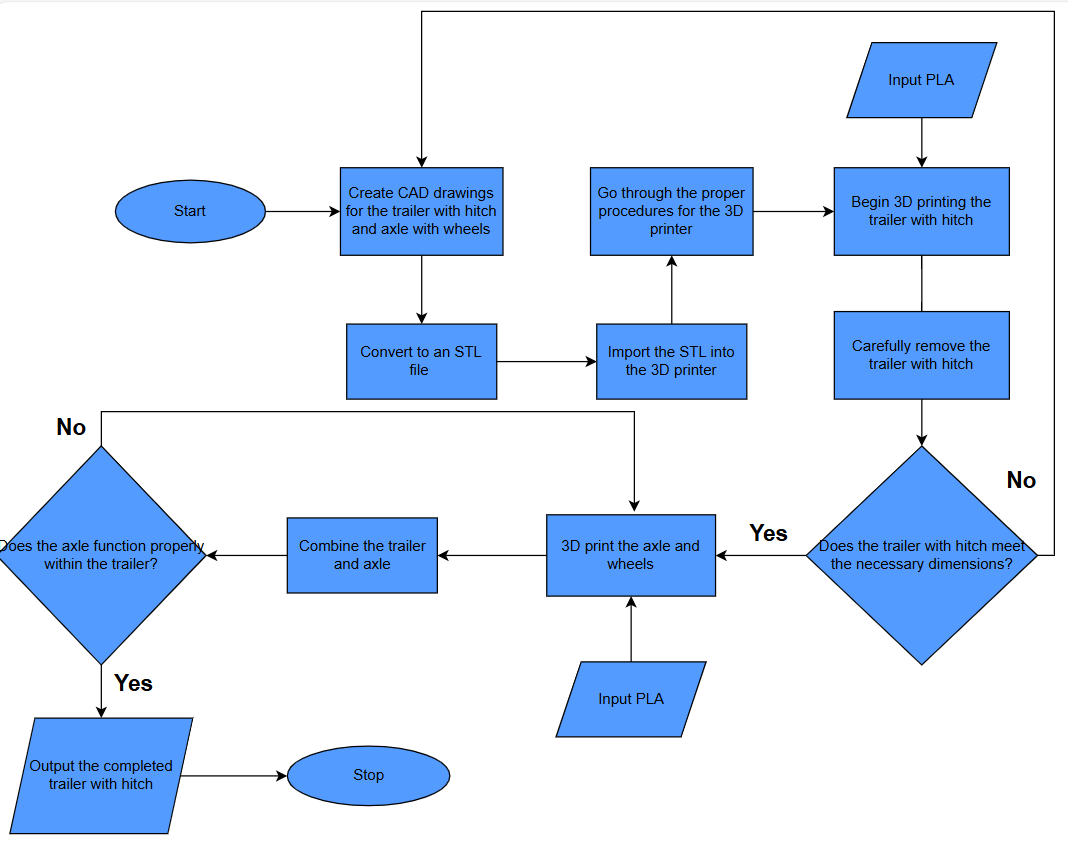 Input PLA
Start
Create CAD drawings
for the trailer with hitch
and axle with wheels
Go through the proper
procedures for the 3D
printer
Begin 3D printing the
trailer with hitch
Convert to an STL
file
Import the STL into
the 3D printer
Carefully remove the
trailer with hitch
No
No
Does the axle function properly
within the trailer?
Combine the trailer
and axle
3D print the axle and
wheels
Yes
Does the trailer with hitch meet
the necessary dimensions?
Yes
Input PLA
Output the completed
trailer with hitch
Stop